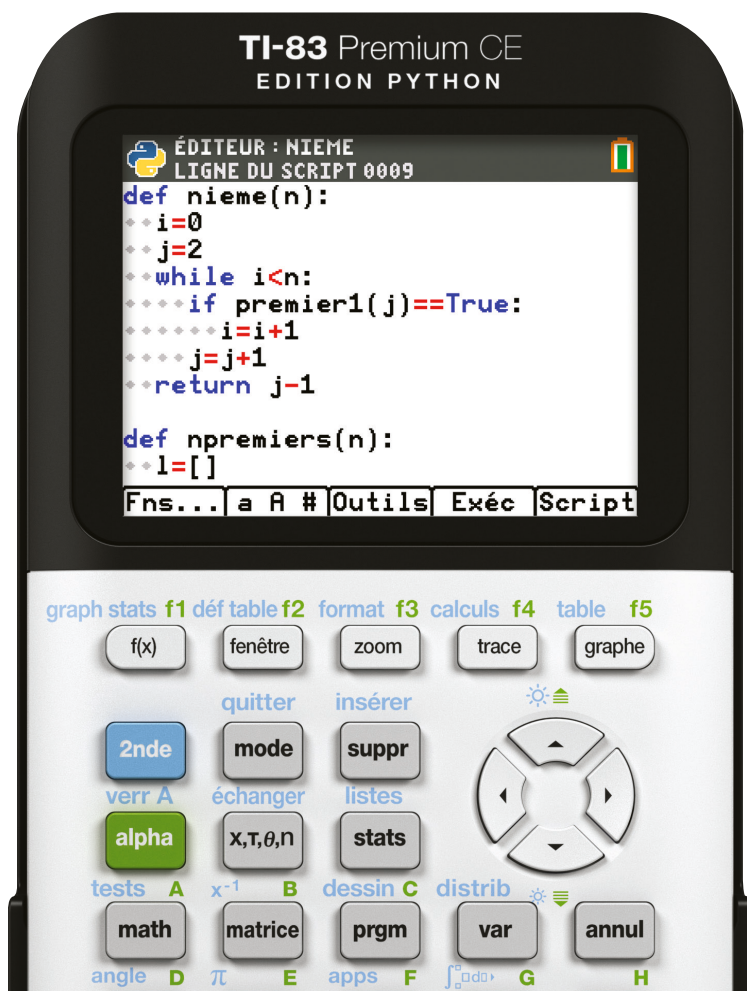 TI-83 Premium CE
EDITION PYTHON
ÉDITEUR : NIEME
LIGNE DU SCRIPT 0009
def nieme(n):
i=0
j=2
while i<n:
if premier1(j)==True:
i=i+1
j=j+1
return j-1
def npremiers(n):
l=[]
Fns... a A # Outils Exéc Script
graph stats f1 déf table f2 format f3 calculs f4 table f5
f(x) fenêtre zoom trace graphe
quitter insérer
2nde mode suppr
verr A échanger listes
alpha X,T,θ,n stats
tests A x⁻¹ B dessin C distrib
math matrice prgm var annul
angle D π E apps F G H